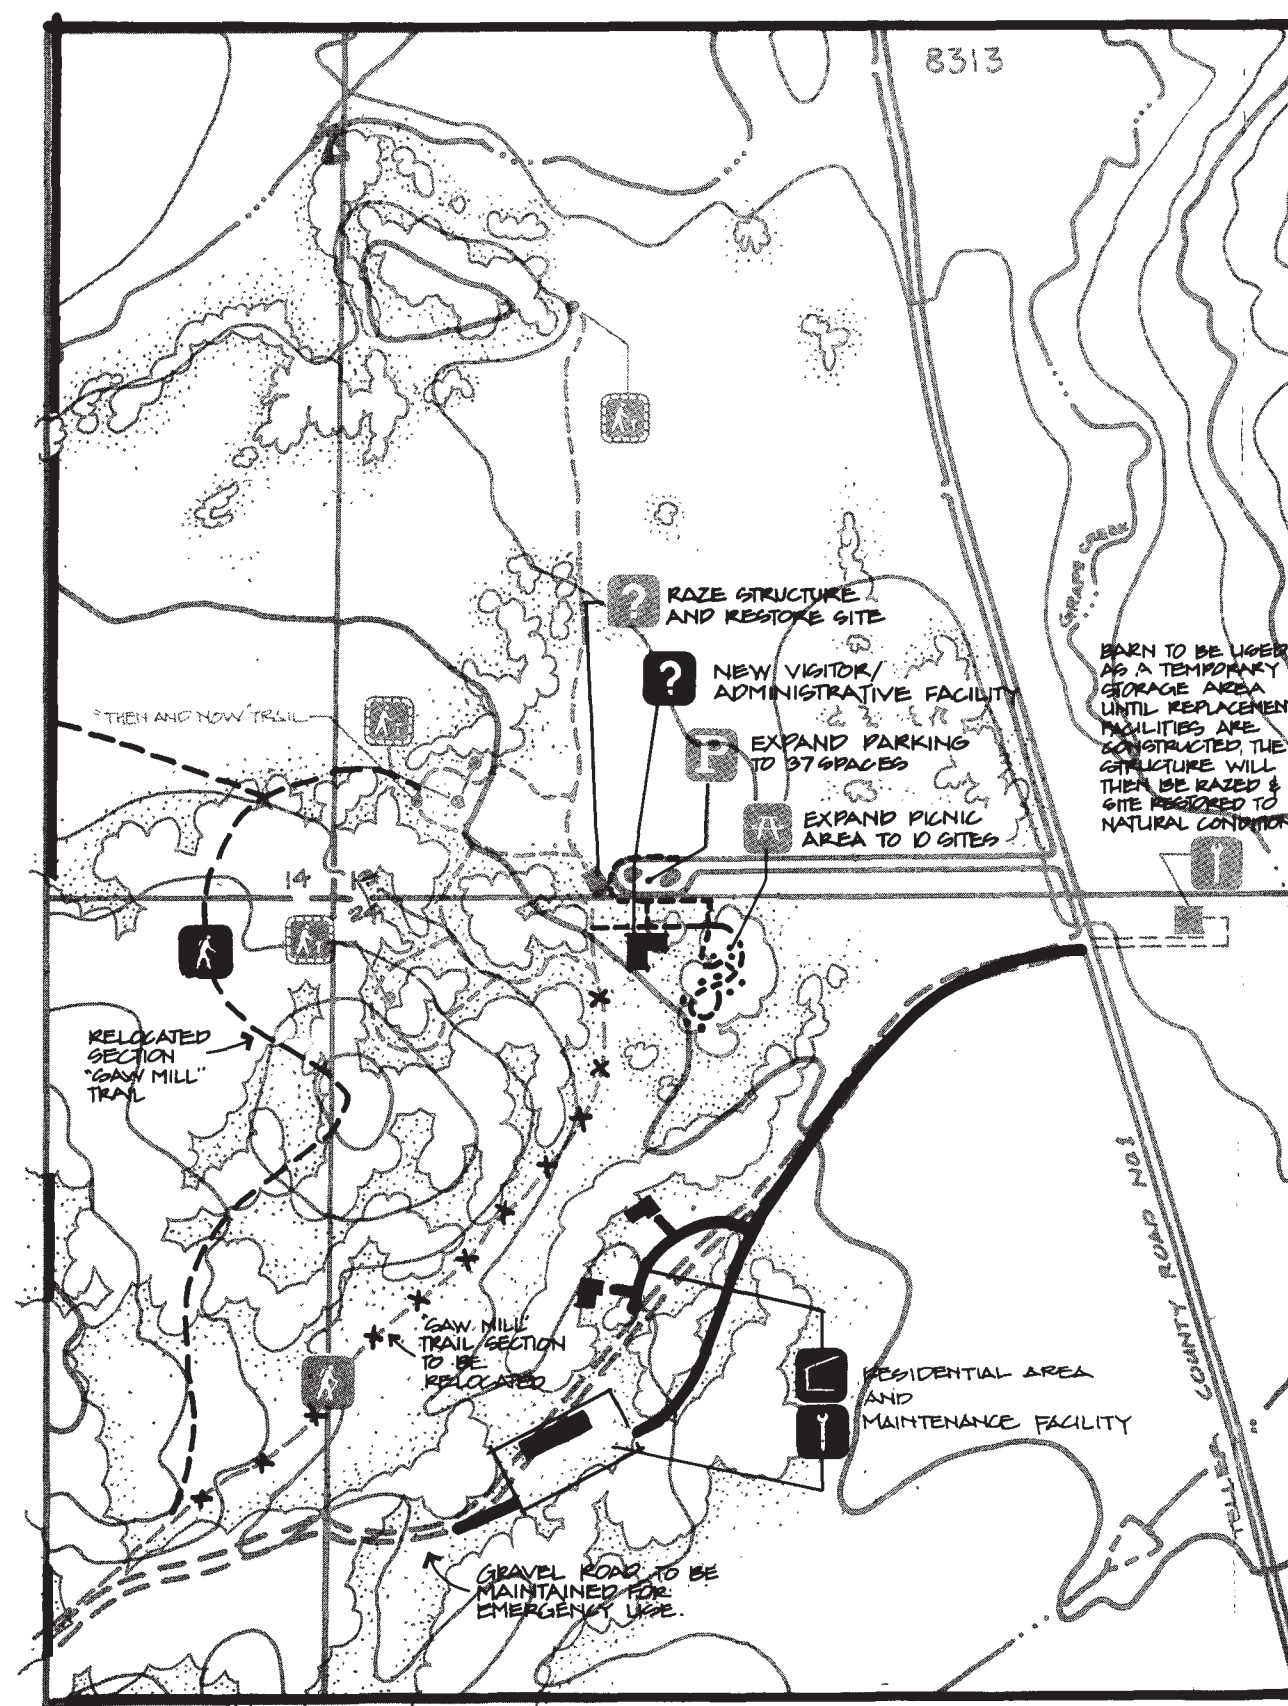 8313
GRAPE CREEK
?
RAZE STRUCTURE
AND RESTORE SITE
?
NEW VISITOR/
ADMINISTRATIVE FACILITY
P
EXPAND PARKING
TO 37 SPACES
EXPAND PICNIC
AREA TO 10 SITES
BARN TO BE USED
AS A TEMPORARY
STORAGE AREA
UNTIL REPLACEMENT
FACILITIES ARE
CONSTRUCTED, THE
STRUCTURE WILL
THEN BE RAZED &
SITE RESTORED TO
NATURAL CONDITION
"THEN AND NOW" TRAIL
14
24
RELOCATED
SECTION
"SAW MILL"
TRAIL
"SAW MILL"
TRAIL SECTION
TO BE
RELOCATED
RESIDENTIAL AREA
AND
MAINTENANCE FACILITY
TELLER COUNTY ROAD NO1
GRAVEL ROAD TO BE
MAINTAINED FOR
EMERGENCY USE.